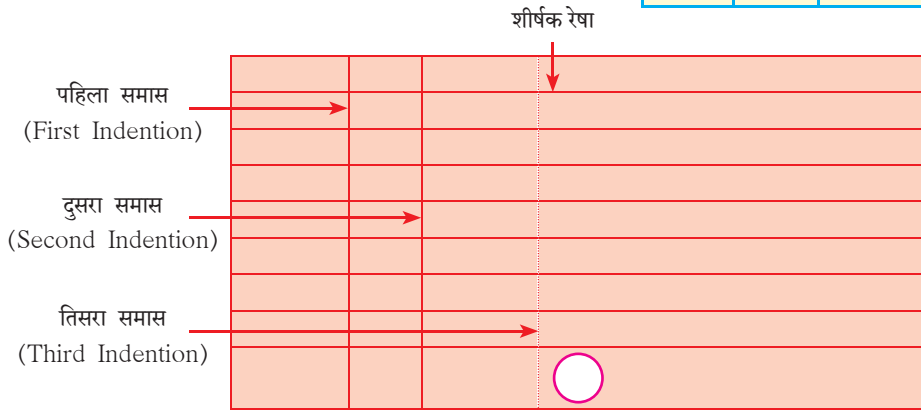 शीर्षक रेषा
पहिला समास
(First Indention)
दुसरा समास
(Second Indention)
तिसरा समास
(Third Indention)